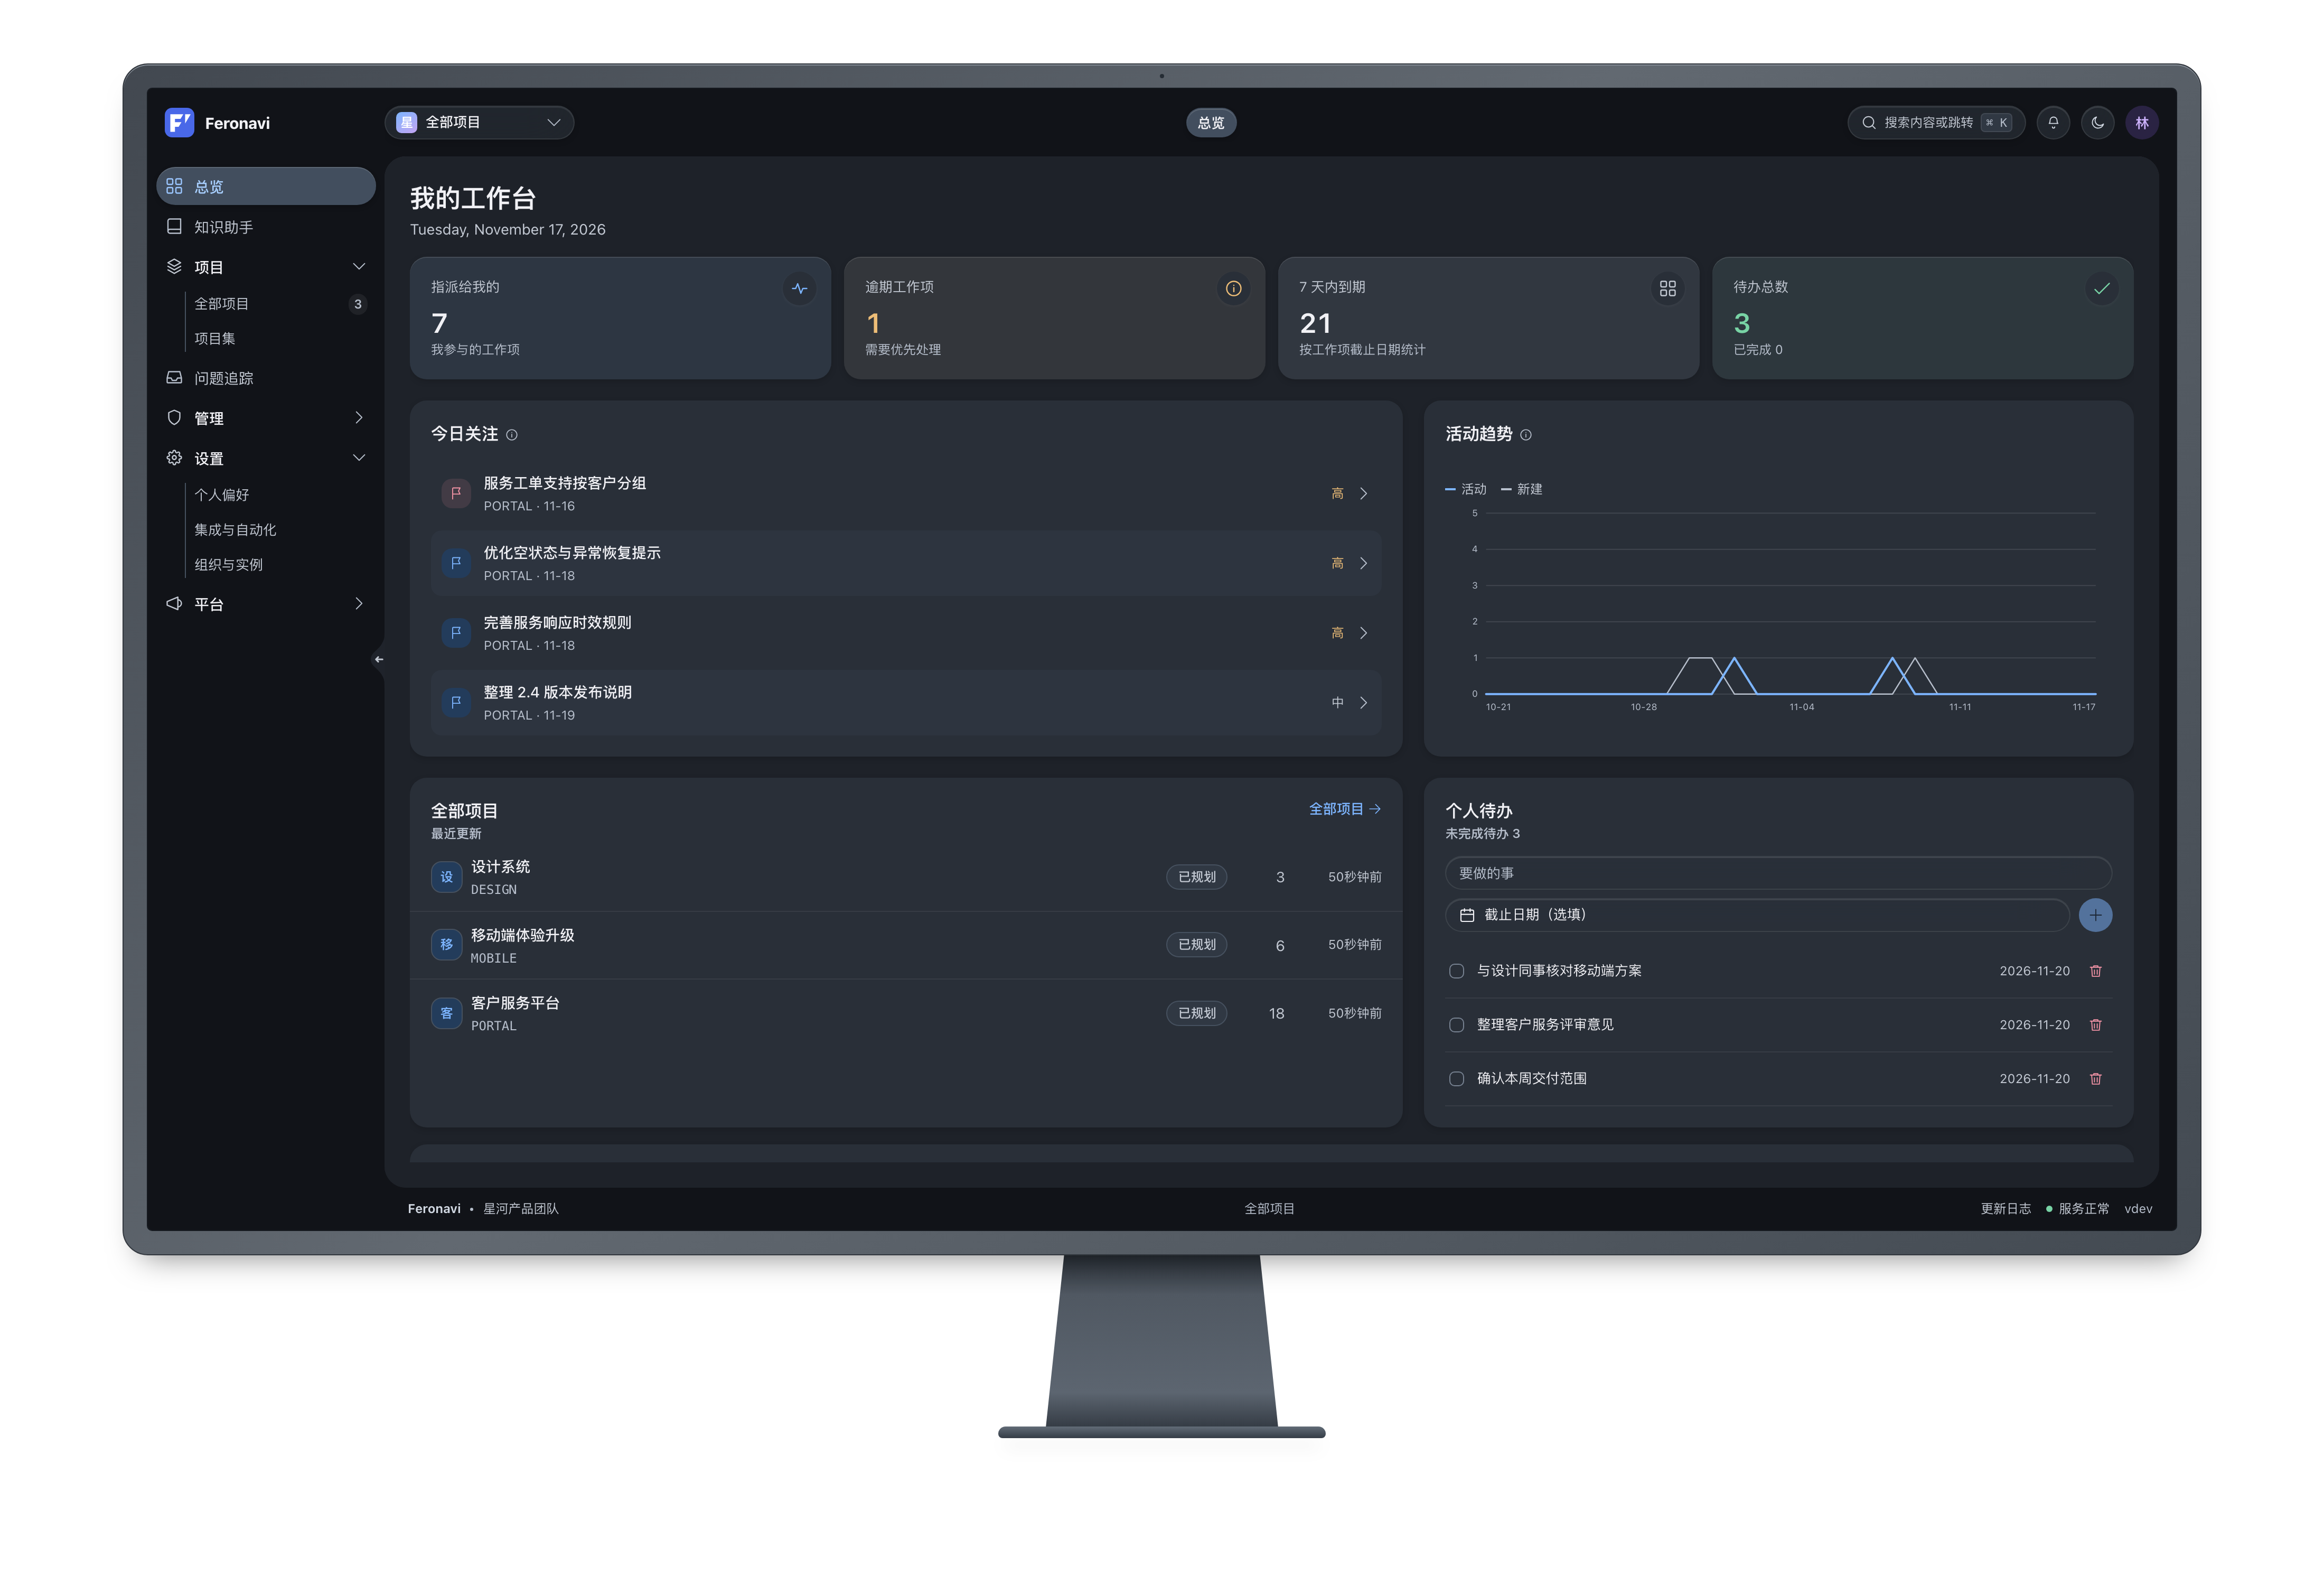 Feronavi
星 全部项目
总览
搜索内容或跳转 ⌘ K
林
总览
知识助手
项目
全部项目 3
项目集
问题追踪
管理
设置
个人偏好
集成与自动化
组织与实例
平台
我的工作台
Tuesday, November 17, 2026
指派给我的
7
我参与的工作项
逾期工作项
1
需要优先处理
7 天内到期
21
按工作项截止日期统计
待办总数
3
已完成 0
今日关注
服务工单支持按客户分组
PORTAL · 11-16
高
优化空状态与异常恢复提示
PORTAL · 11-18
高
完善服务响应时效规则
PORTAL · 11-18
高
整理 2.4 版本发布说明
PORTAL · 11-19
中
活动趋势
活动 新建
5
4
3
2
1
0
10-21 10-28 11-04 11-11 11-17
全部项目
全部项目
最近更新
设 设计系统
DESIGN
已规划 3 50秒钟前
移 移动端体验升级
MOBILE
已规划 6 50秒钟前
客 客户服务平台
PORTAL
已规划 18 50秒钟前
个人待办
未完成待办 3
要做的事
截止日期（选填）
与设计同事核对移动端方案 2026-11-20
整理客户服务评审意见 2026-11-20
确认本周交付范围 2026-11-20
Feronavi • 星河产品团队
全部项目
更新日志 服务正常 vdev